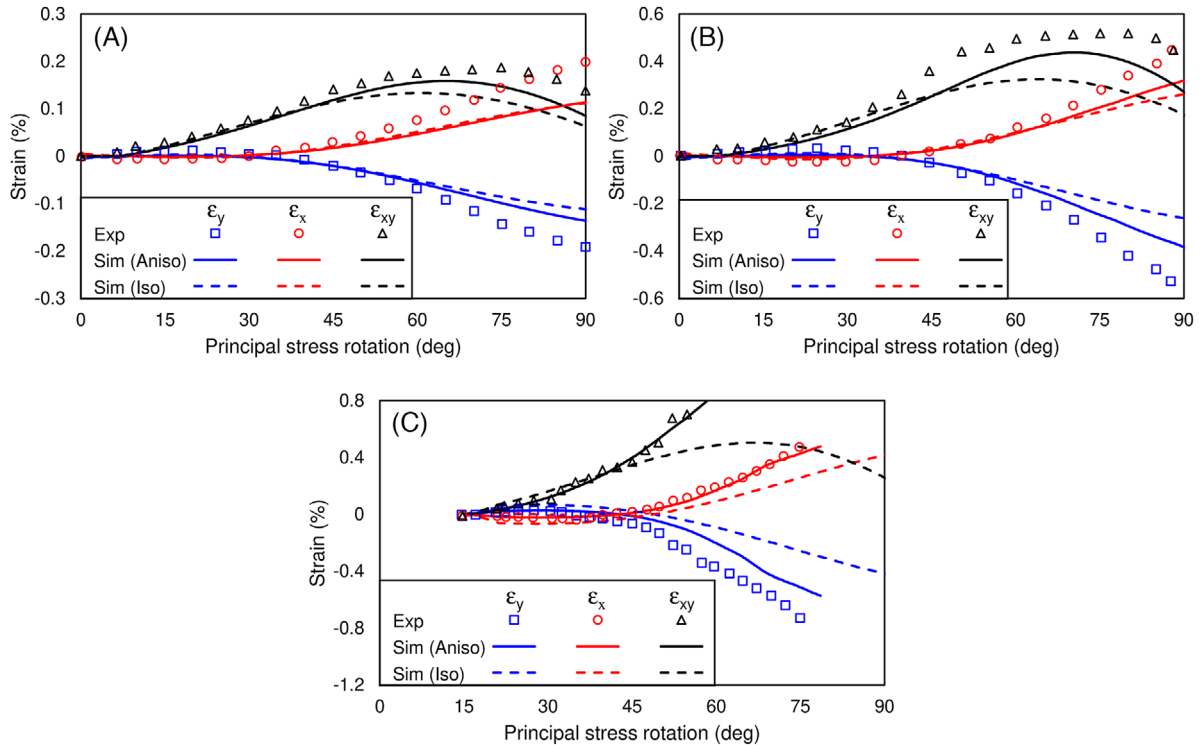 (A)
0.3
0.2
0.1
0
-0.1
-0.2
-0.3
Strain (%)
εy εx εxy
Exp
Sim (Aniso)
Sim (Iso)
0 15 30 45 60 75 90
Principal stress rotation (deg)
(B)
0.6
0.4
0.2
0
-0.2
-0.4
-0.6
Strain (%)
εy εx εxy
Exp
Sim (Aniso)
Sim (Iso)
0 15 30 45 60 75 90
Principal stress rotation (deg)
(C)
0.8
0.4
0
-0.4
-0.8
-1.2
Strain (%)
εy εx εxy
Exp
Sim (Aniso)
Sim (Iso)
0 15 30 45 60 75 90
Principal stress rotation (deg)